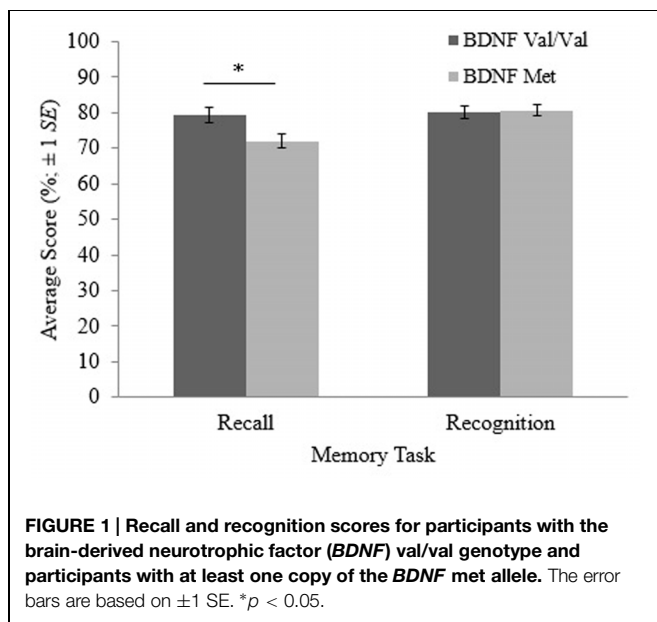 100
90
80
70
60
50
40
30
20
10
0
Average Score (%; ± 1 SE)
*
BDNF Val/Val
BDNF Met
Recall
Recognition
Memory Task
FIGURE 1 | Recall and recognition scores for participants with the
brain-derived neurotrophic factor (BDNF) val/val genotype and
participants with at least one copy of the BDNF met allele. The error
bars are based on ±1 SE. *p < 0.05.